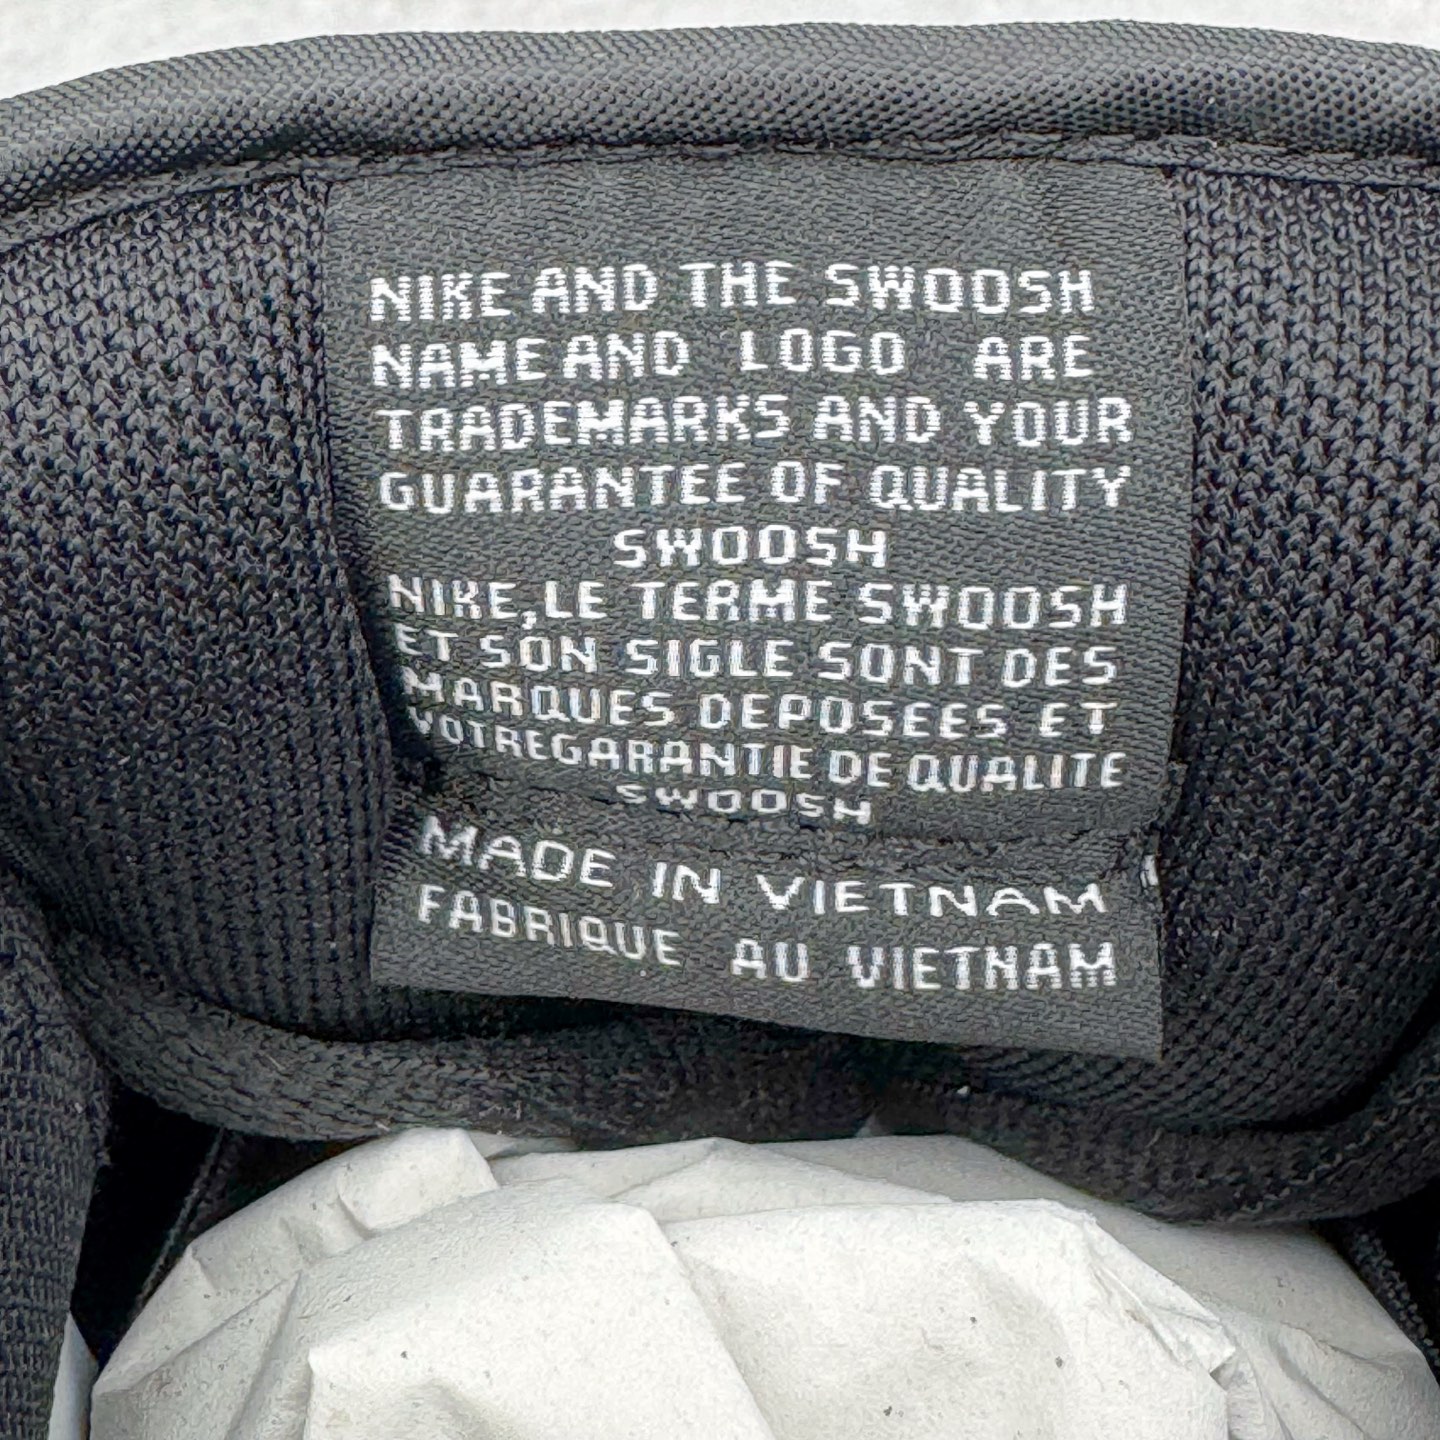 NIKE AND THE SWOOSH
NAME AND LOGO ARE
TRADEMARKS AND YOUR
GUARANTEE OF QUALITY
SWOOSH
NIKE,LE TERME SWOOSH
ET SON SIGLE SONT DES
MARQUES DEPOSEES ET
VOTREGARANTIE DE QUALITE
SWOOSH
MADE IN VIETNAM
FABRIQUE AU VIETNAM